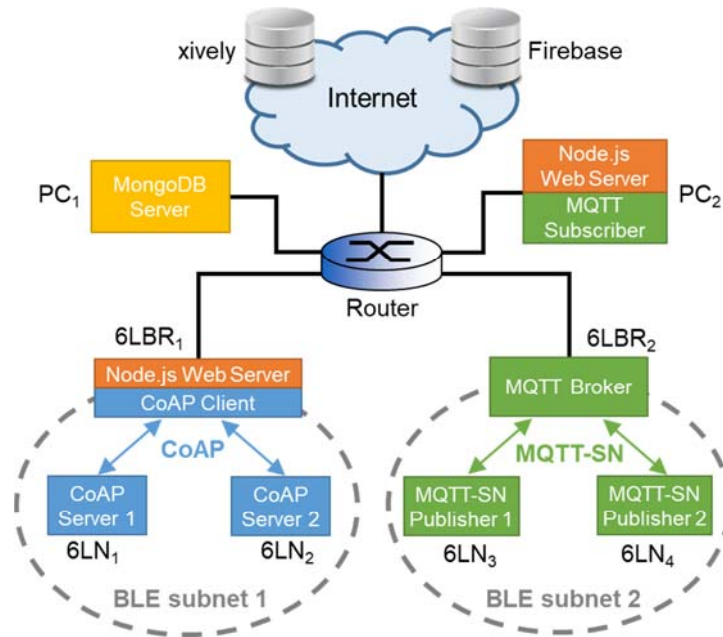 xively
Firebase
Internet
PC1
MongoDB
Server
Node.js
Web Server
MQTT
Subscriber
PC2
Router
6LBR1
6LBR2
Node.js Web Server
CoAP Client
MQTT Broker
CoAP
MQTT-SN
CoAP
Server 1
CoAP
Server 2
MQTT-SN
Publisher 1
MQTT-SN
Publisher 2
6LN1
6LN2
6LN3
6LN4
BLE subnet 1
BLE subnet 2